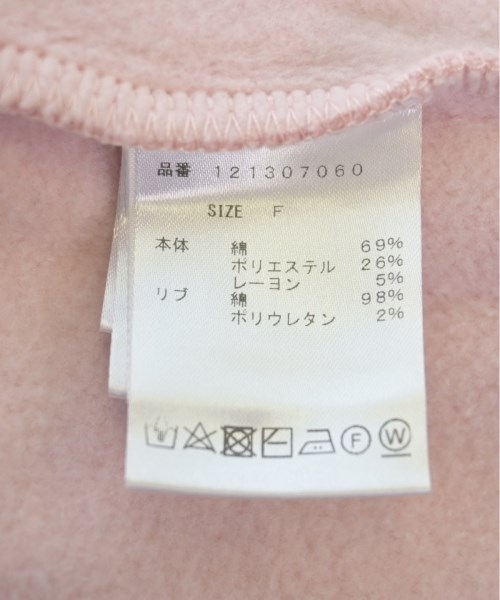 品番 121307060
SIZE F
本体 綿 69%
ポリエステル 26%
レーヨン 5%
リブ 綿 98%
ポリウレタン 2%
F W